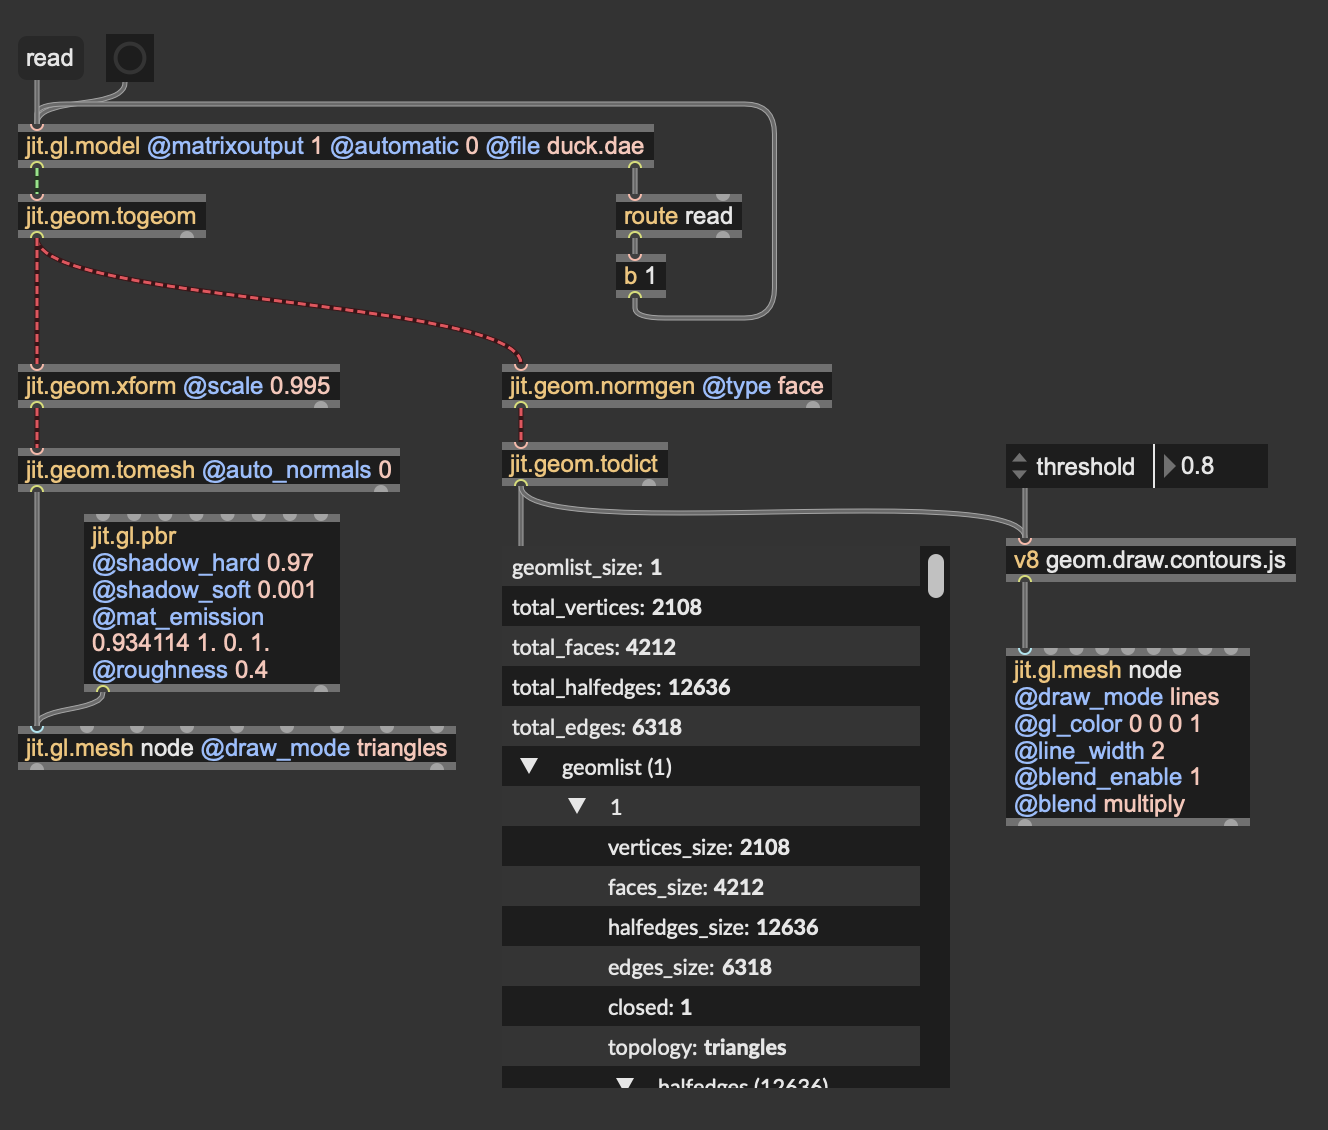 read
jit.gl.model @matrixoutput 1 @automatic 0 @file duck.dae
jit.geom.togeom
route read
b 1
jit.geom.xform @scale 0.995
jit.geom.normgen @type face
jit.geom.tomesh @auto_normals 0
jit.geom.todict
threshold
0.8
jit.gl.pbr
@shadow_hard 0.97
@shadow_soft 0.001
@mat_emission
0.934114 1. 0. 1.
@roughness 0.4
jit.gl.mesh node @draw_mode triangles
geomlist_size: 1
total_vertices: 2108
total_faces: 4212
total_halfedges: 12636
total_edges: 6318
geomlist (1)
1
vertices_size: 2108
faces_size: 4212
halfedges_size: 12636
edges_size: 6318
closed: 1
topology: triangles
halfedges (12636)
v8 geom.draw.contours.js
jit.gl.mesh node
@draw_mode lines
@gl_color 0 0 0 1
@line_width 2
@blend_enable 1
@blend multiply